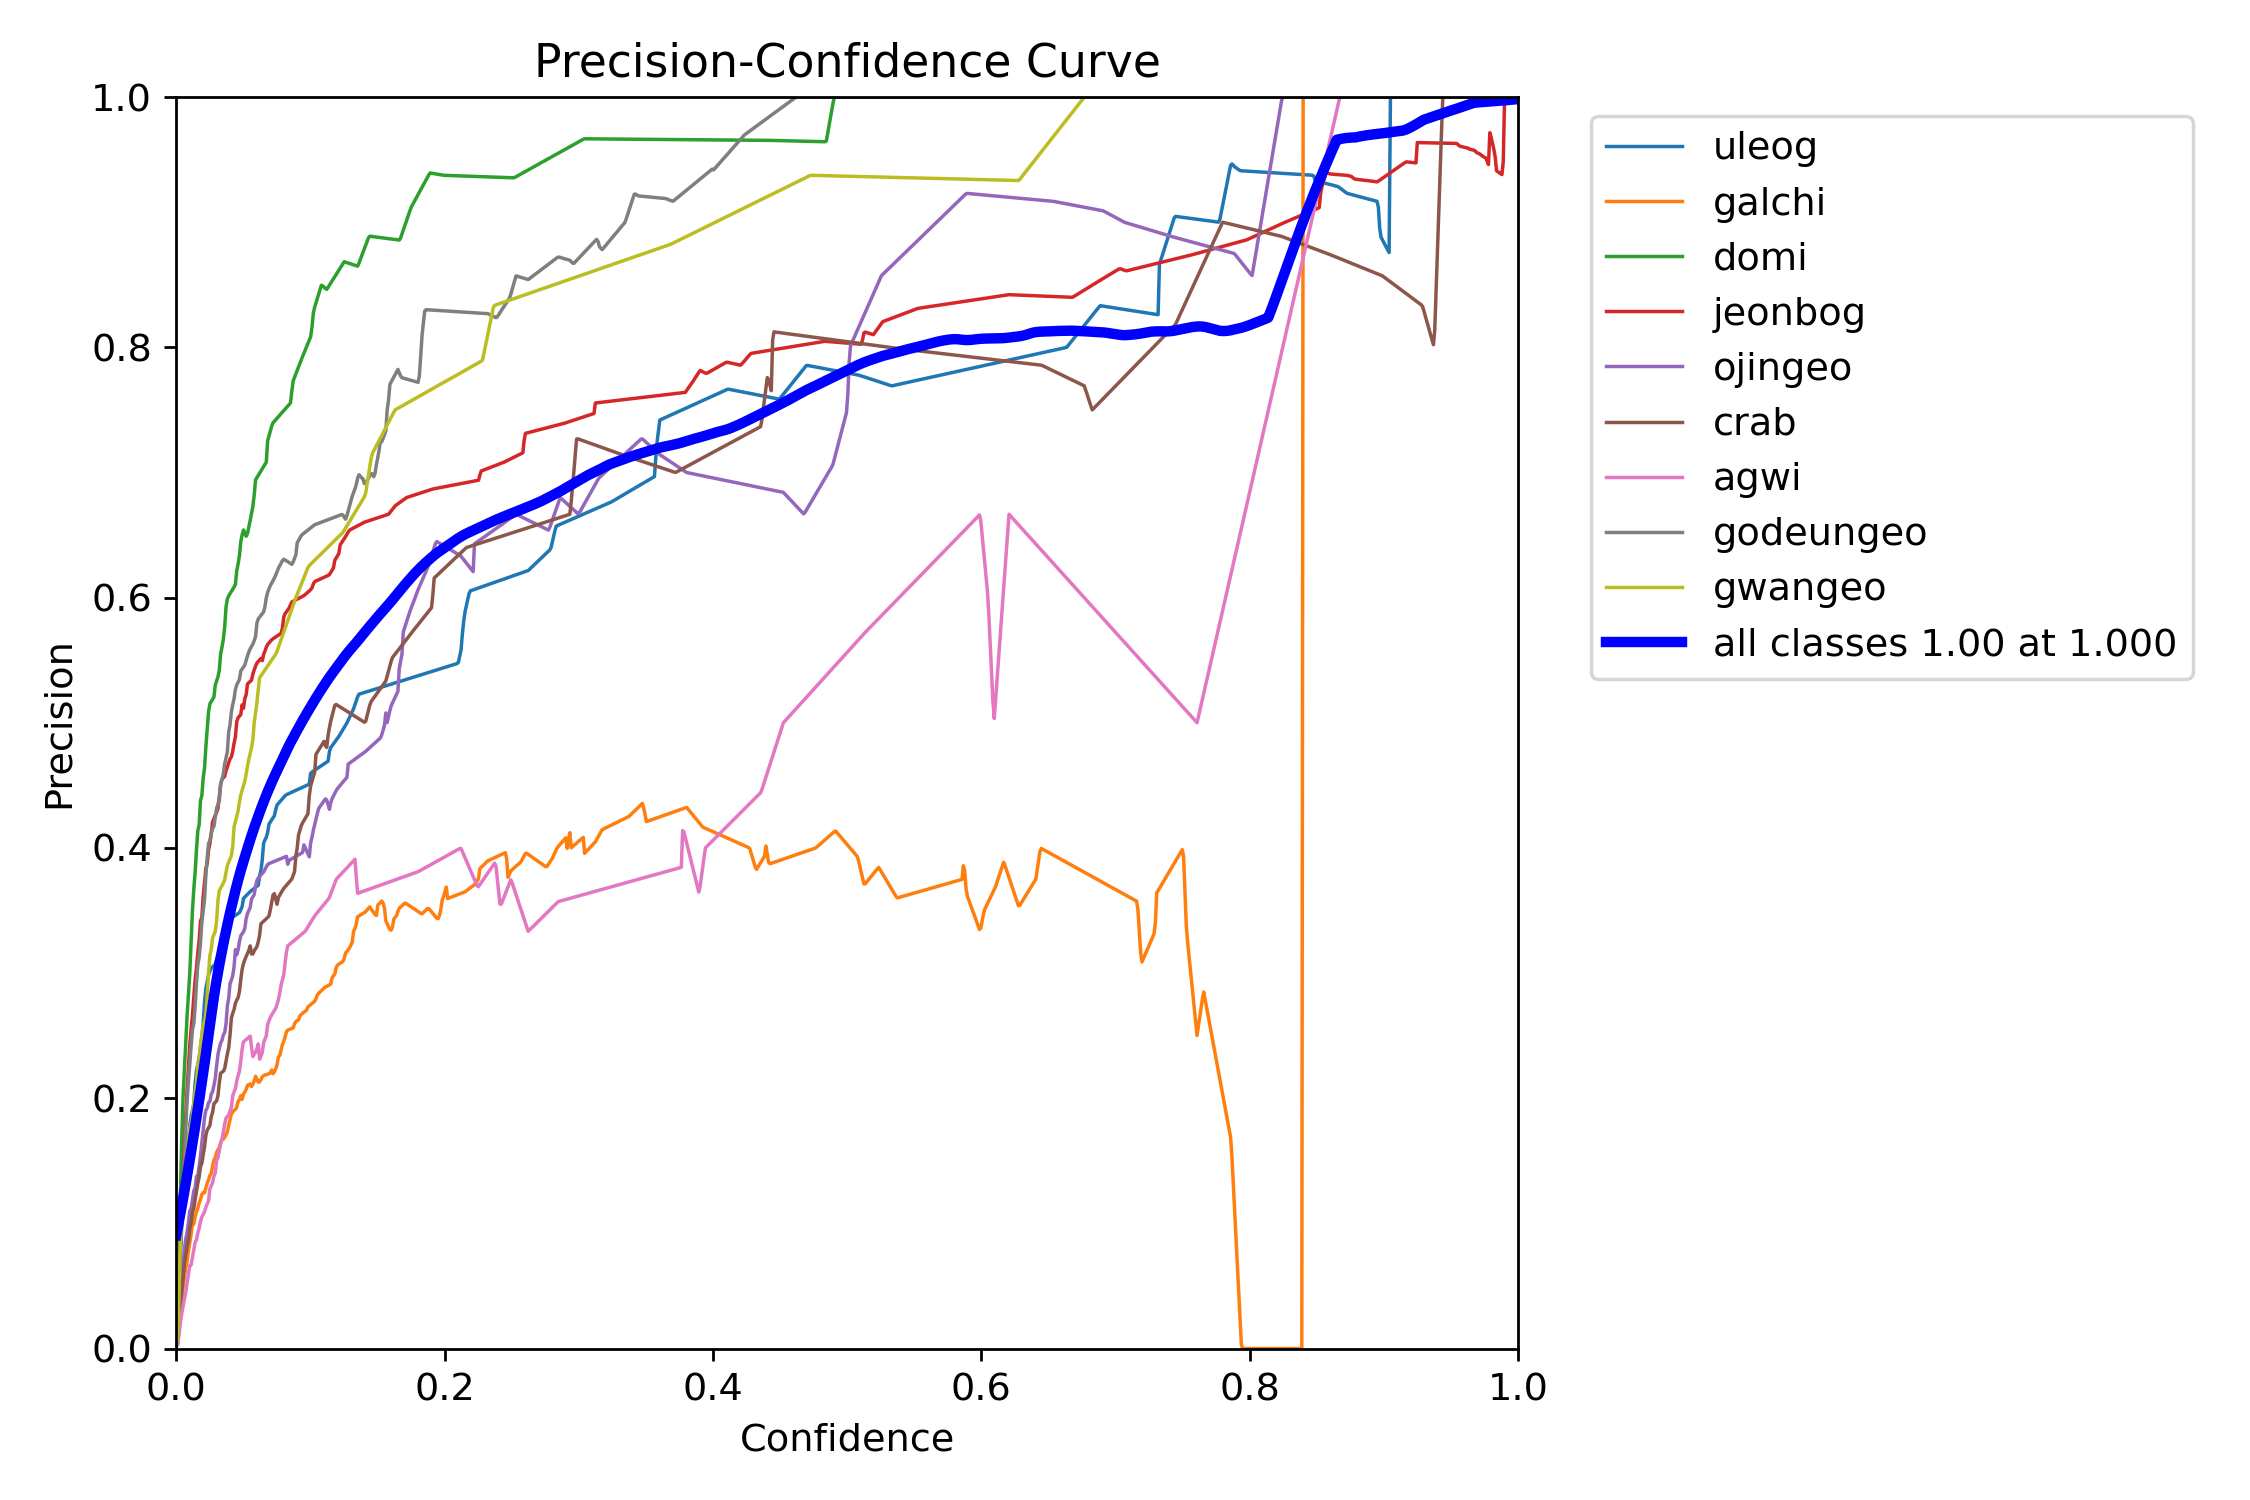 Precision-Confidence Curve
1.0
0.8
0.6
0.4
0.2
0.0
Precision
0.0 0.2 0.4 0.6 0.8 1.0
Confidence
uleog
galchi
domi
jeonbog
ojingeo
crab
agwi
godeungeo
gwangeo
all classes 1.00 at 1.000